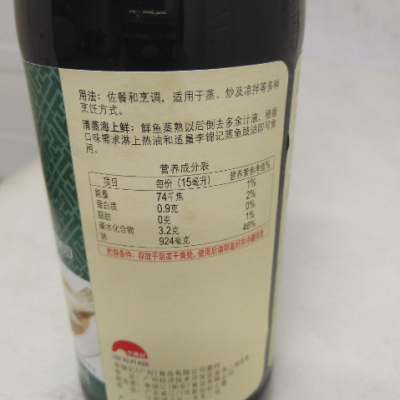 用法：佐餐和烹调，适用于蒸、炒及凉拌等多种
烹饪方式。
清蒸海上鲜：鲜鱼蒸熟以后倒去多余汁液，根据
口味需求淋上热油和适量李锦记蒸鱼豉油即可食
用。
营养成分表
项目 每份（15毫升） 营养素参考值%
能量 74千焦 1%
蛋白质 0.9克 2%
脂肪 0克 0%
碳水化合物 3.2克 1%
钠 924毫克 46%
贮存条件：存放于阴凉干爽处，使用后请即盖好并冷藏保存
李锦记